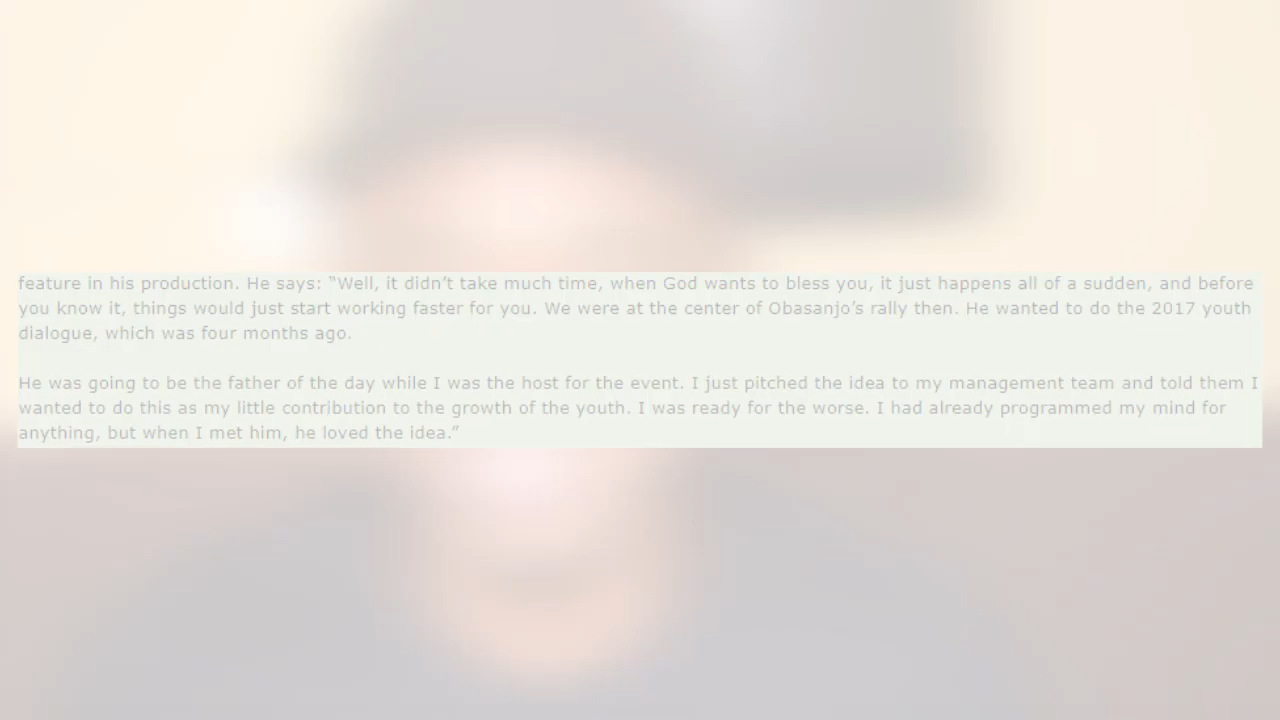 feature in his production. He says: “Well, it didn’t take much time, when God wants to bless you, it just happens all of a sudden, and before
you know it, things would just start working faster for you. We were at the center of Obasanjo’s rally then. He wanted to do the 2017 youth
dialogue, which was four months ago.
He was going to be the father of the day while I was the host for the event. I just pitched the idea to my management team and told them I
wanted to do this as my little contribution to the growth of the youth. I was ready for the worse. I had already programmed my mind for
anything, but when I met him, he loved the idea.”